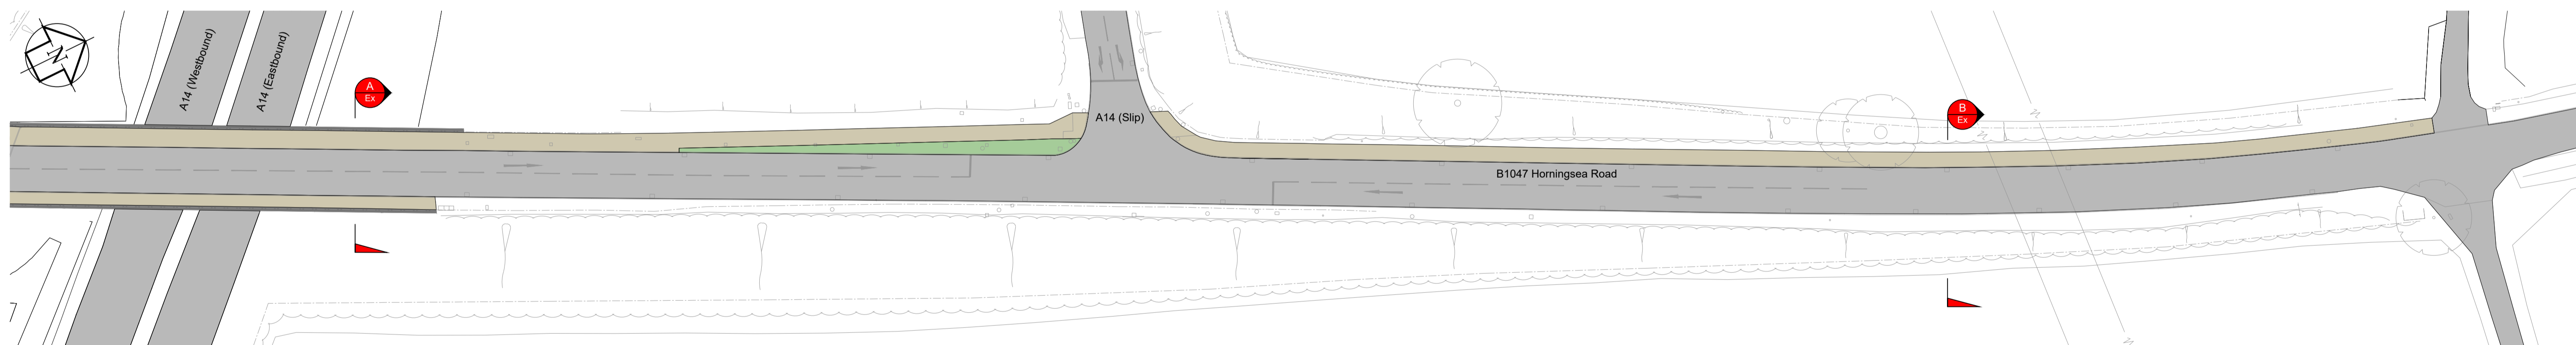 N
A14 (Westbound)
A14 (Eastbound)
A
Ex
A14 (Slip)
B1047 Horningsea Road
B
Ex